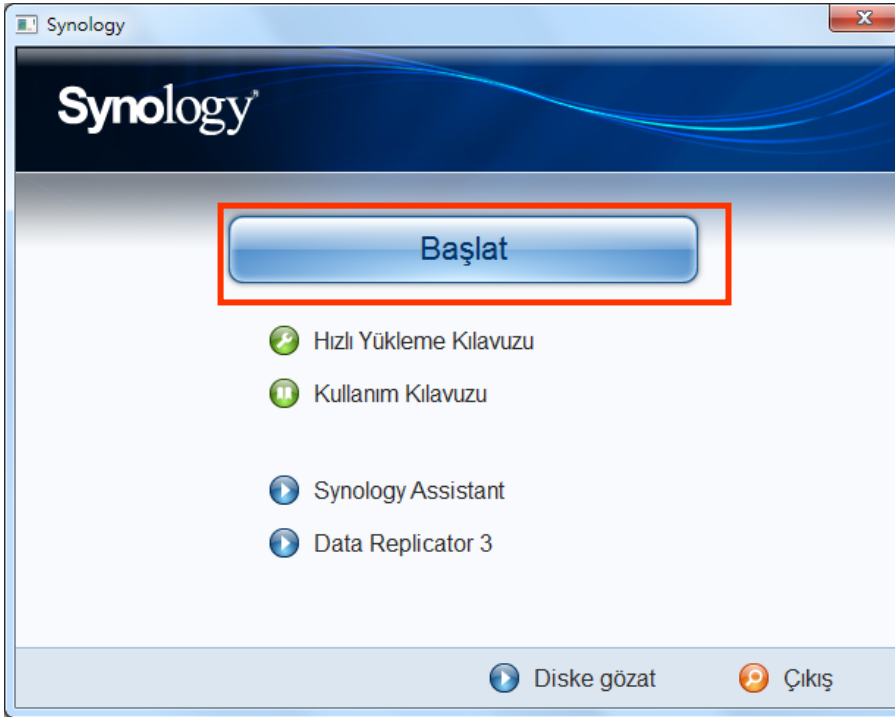 Synology
Synology
Başlat
Hızlı Yükleme Kılavuzu
Kullanım Kılavuzu
Synology Assistant
Data Replicator 3
Diske gözat
Çıkış